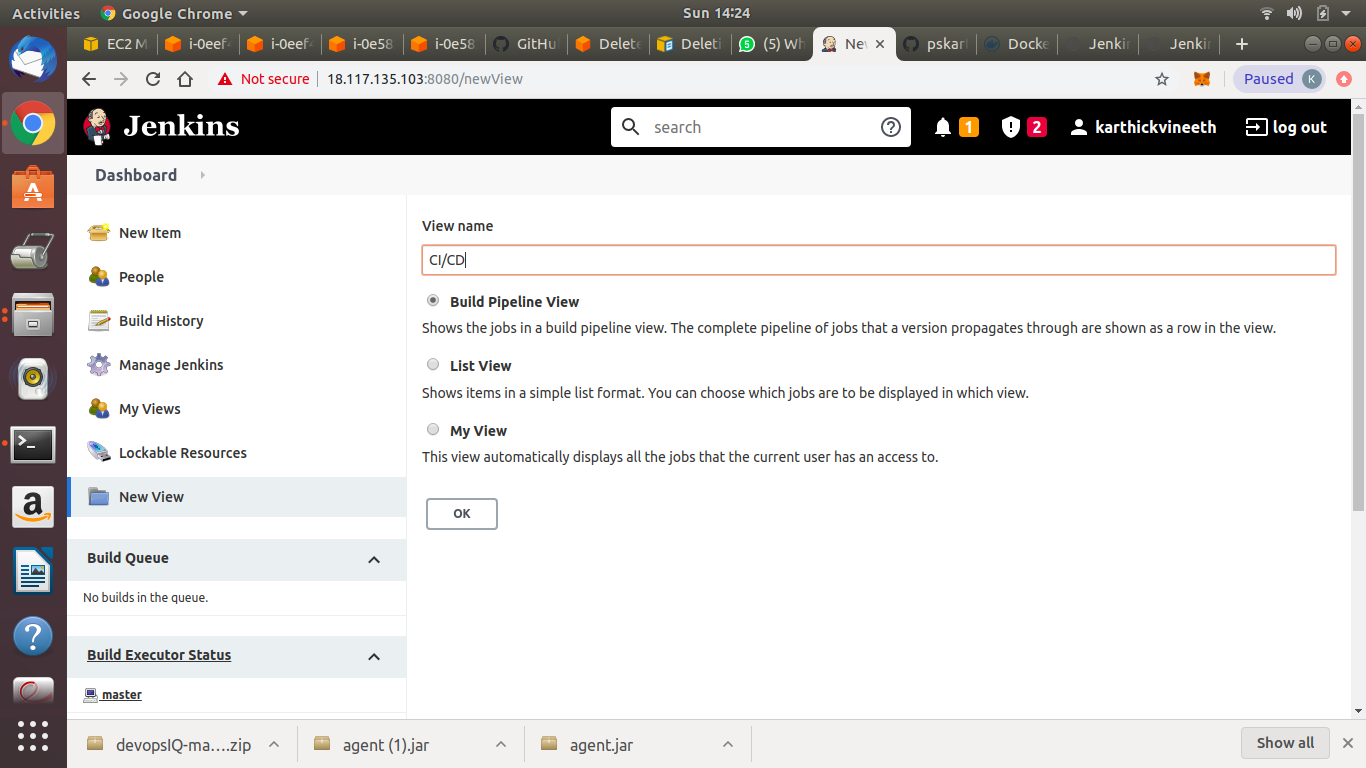 Activities Google Chrome Sun 14:24
EC2 M i-0eef4 i-0eef4 i-0e58 i-0e58 GitHu Delete Deleti (5) Wh Nev pskarl Docke Jenkin Jenkin
Not secure 18.117.135.103:8080/newView Paused K
Jenkins search 1 2 karthickvineeth log out
Dashboard
New Item
People
Build History
Manage Jenkins
My Views
Lockable Resources
New View
Build Queue
No builds in the queue.
Build Executor Status
master
View name
CI/CD
Build Pipeline View
Shows the jobs in a build pipeline view. The complete pipeline of jobs that a version propagates through are shown as a row in the view.
List View
Shows items in a simple list format. You can choose which jobs are to be displayed in which view.
My View
This view automatically displays all the jobs that the current user has an access to.
OK
devopsIQ-ma....zip agent (1).jar agent.jar Show all